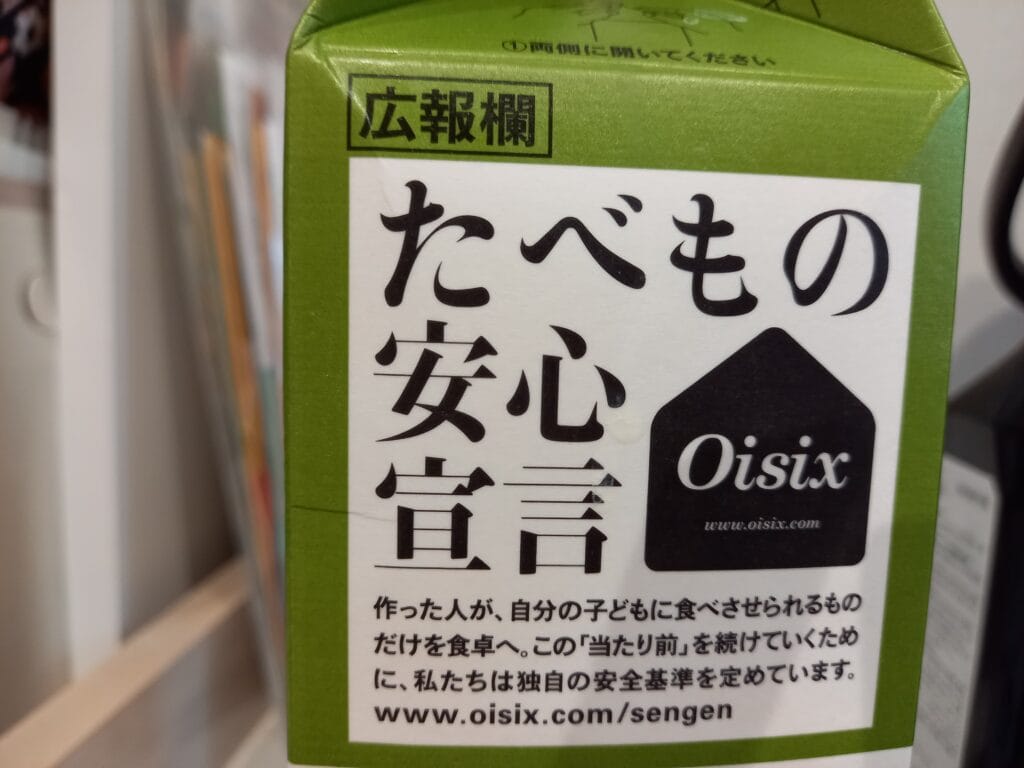 ①両側に開いてください
広報欄
たべもの
安心
宣言
Oisix
www.oisix.com
作った人が、自分の子どもに食べさせられるもの
だけを食卓へ。この「当たり前」を続けていくため
に、私たちは独自の安全基準を定めています。
www.oisix.com/sengen